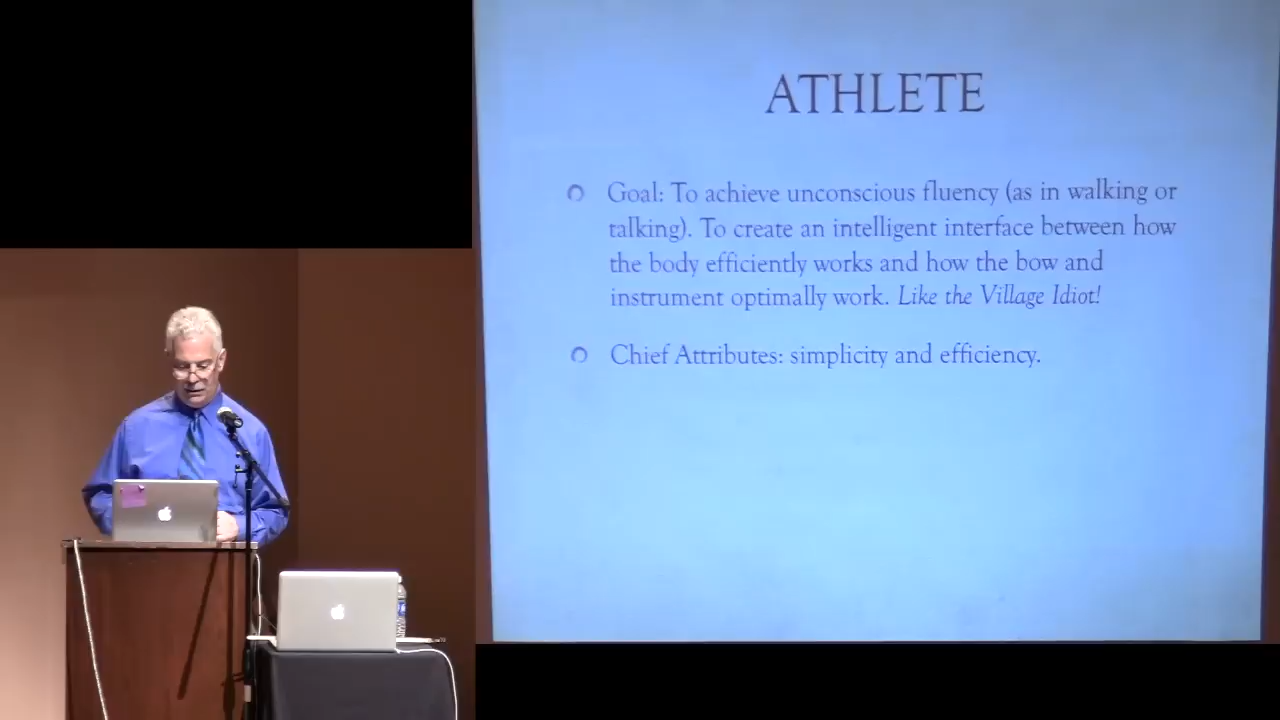 ATHLETE
Goal: To achieve unconscious fluency (as in walking or
talking). To create an intelligent interface between how
the body efficiently works and how the bow and
instrument optimally work. Like the Village Idiot!
Chief Attributes: simplicity and efficiency.